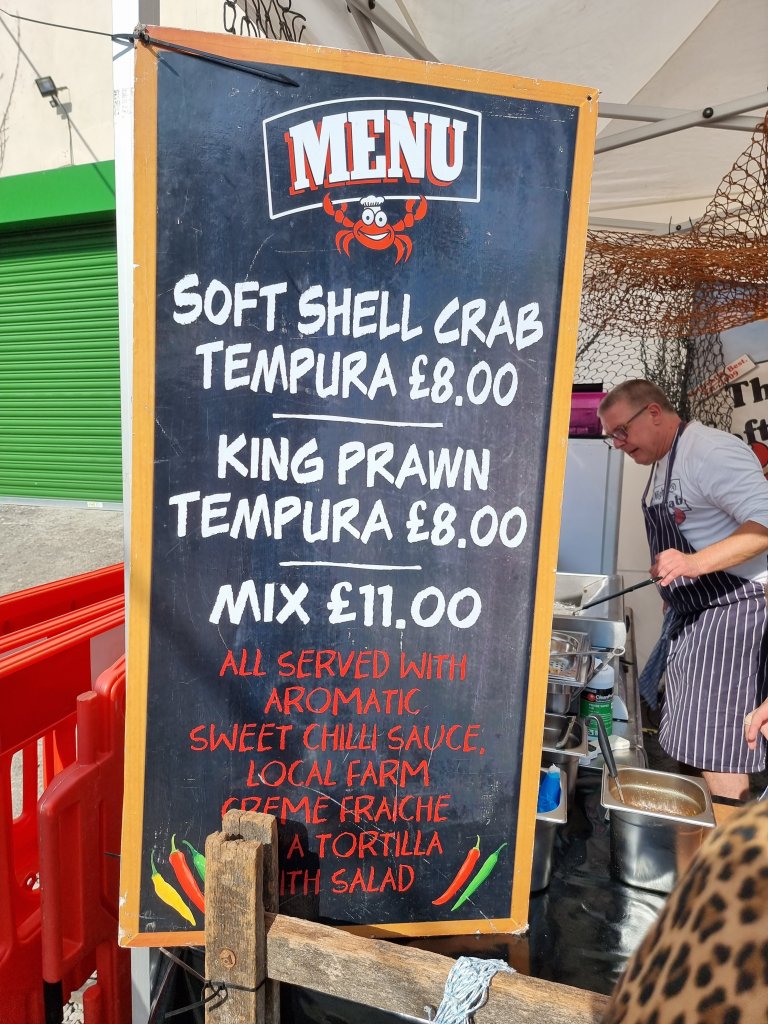 MENU
SOFT SHELL CRAB
TEMPURA £8.00
KING PRAWN
TEMPURA £8.00
MIX £11.00
ALL SERVED WITH
AROMATIC
SWEET CHILLI SAUCE,
LOCAL FARM
CREME FRAICHE
A TORTILLA
SALAD
Th